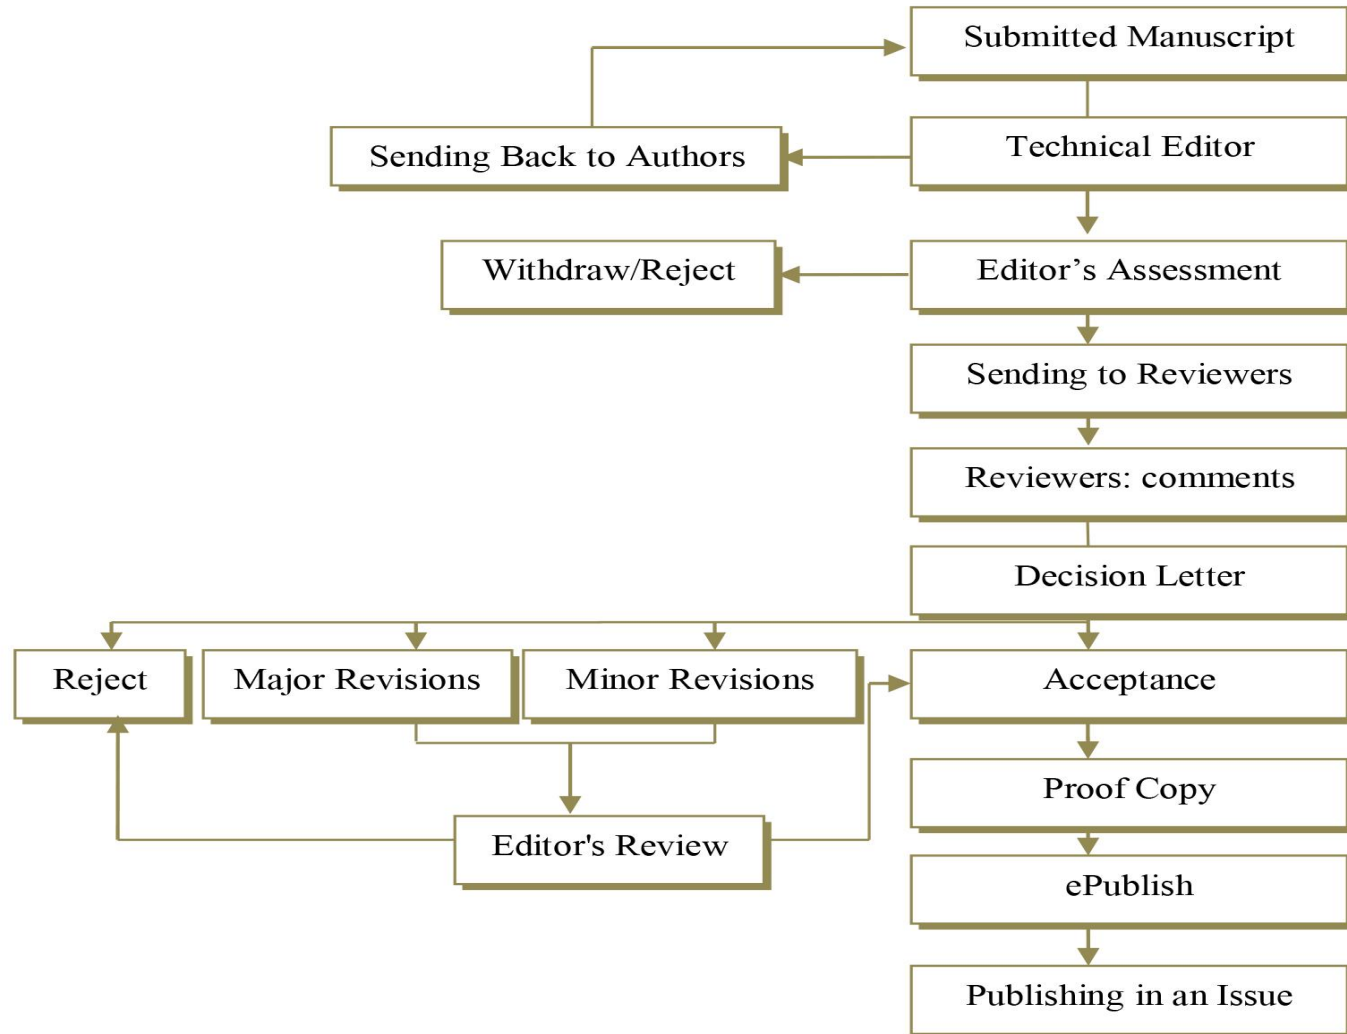 Submitted Manuscript
Sending Back to Authors
Technical Editor
Withdraw/Reject
Editor’s Assessment
Sending to Reviewers
Reviewers: comments
Decision Letter
Reject
Major Revisions
Minor Revisions
Acceptance
Proof Copy
Editor's Review
ePublish
Publishing in an Issue